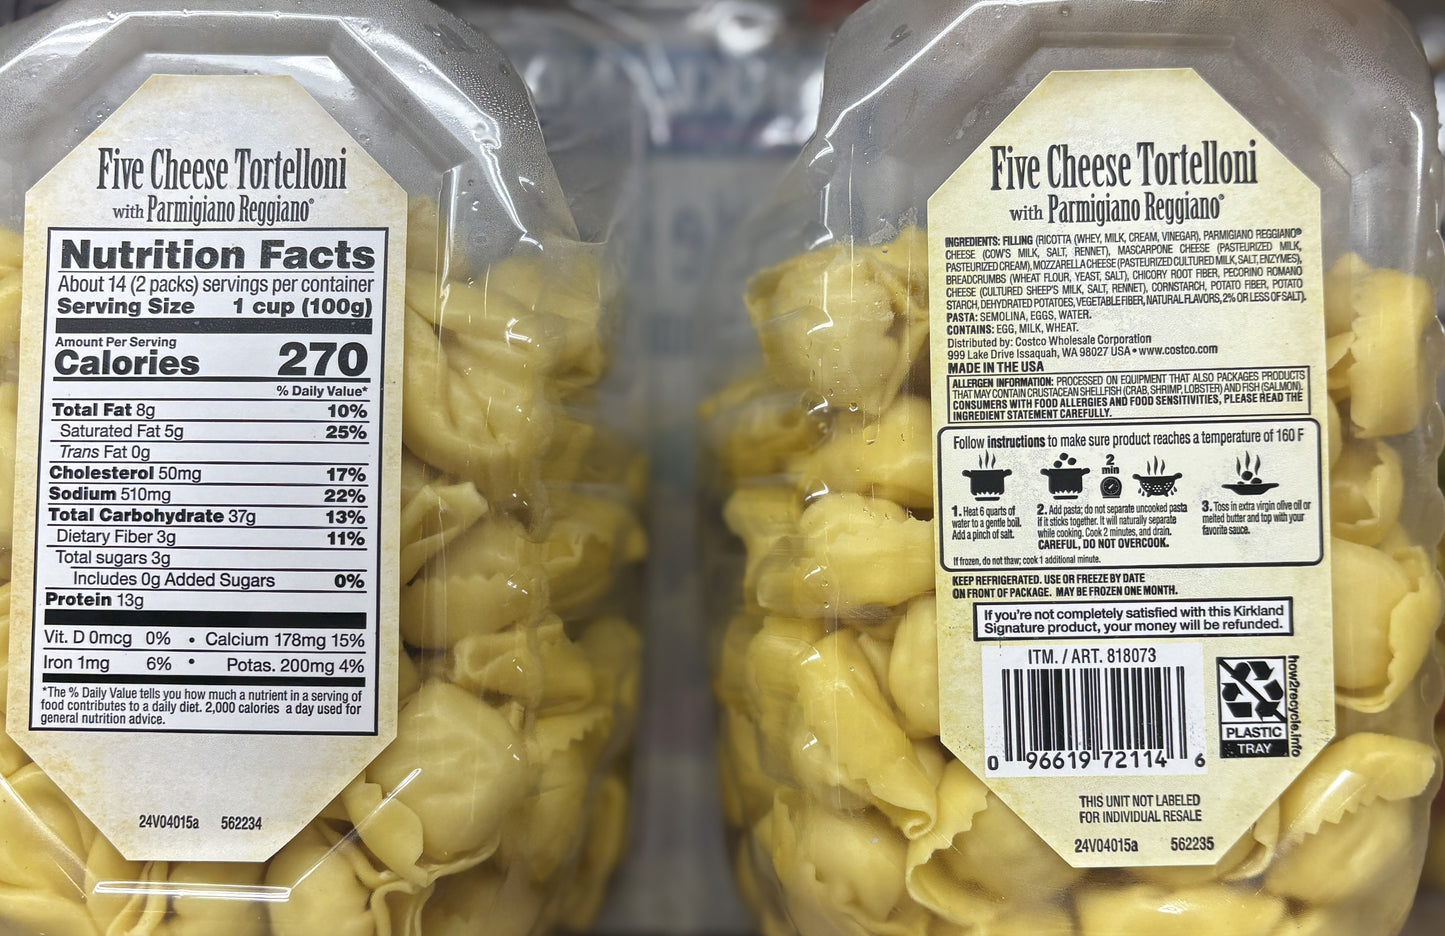 Five Cheese Tortelloni
with Parmigiano Reggiano®
Nutrition Facts
About 14 (2 packs) servings per container
Serving Size 1 cup (100g)
Amount Per Serving
Calories 270
% Daily Value*
Total Fat 8g 10%
Saturated Fat 5g 25%
Trans Fat 0g
Cholesterol 50mg 17%
Sodium 510mg 22%
Total Carbohydrate 37g 13%
Dietary Fiber 3g 11%
Total sugars 3g
Includes 0g Added Sugars 0%
Protein 13g
Vit. D 0mcg 0% • Calcium 178mg 15%
Iron 1mg 6% • Potas. 200mg 4%
*The % Daily Value tells you how much a nutrient in a serving of
food contributes to a daily diet. 2,000 calories a day used for
general nutrition advice.
24V04015a 562234
Five Cheese Tortelloni
with Parmigiano Reggiano®
INGREDIENTS: FILLING (RICOTTA (WHEY, MILK, CREAM, VINEGAR), PARMIGIANO REGGIANO®
CHEESE (COW'S MILK, SALT, RENNET), MASCARPONE CHEESE (PASTEURIZED MILK,
PASTEURIZED CREAM), MOZZARELLA CHEESE (PASTEURIZED CULTURED MILK, SALT, ENZYMES),
BREADCRUMBS (WHEAT FLOUR, YEAST, SALT), CHICORY ROOT FIBER, PECORINO ROMANO
CHEESE (CULTURED SHEEP'S MILK, SALT, RENNET), CORNSTARCH, POTATO FIBER, POTATO
STARCH, DEHYDRATED POTATOES, VEGETABLE FIBER, NATURAL FLAVORS, 2% OR LESS OF SALT).
PASTA: SEMOLINA, EGGS, WATER.
CONTAINS: EGG, MILK, WHEAT.
Distributed by: Costco Wholesale Corporation
999 Lake Drive Issaquah, WA 98027 USA • www.costco.com
MADE IN THE USA
ALLERGEN INFORMATION: PROCESSED ON EQUIPMENT THAT ALSO PACKAGES PRODUCTS
THAT MAY CONTAIN CRUSTACEAN SHELLFISH (CRAB, SHRIMP, LOBSTER) AND FISH (SALMON).
CONSUMERS WITH FOOD ALLERGIES AND FOOD SENSITIVITIES, PLEASE READ THE
INGREDIENT STATEMENT CAREFULLY.
Follow instructions to make sure product reaches a temperature of 160 F
2
min
1. Heat 6 quarts of
water to a gentle boil.
Add a pinch of salt.
2. Add pasta; do not separate uncooked pasta
if it sticks together. It will naturally separate
while cooking. Cook 2 minutes, and drain.
CAREFUL, DO NOT OVERCOOK.
3. Toss in extra virgin olive oil or
melted butter and top with your
favorite sauce.
If frozen, do not thaw; cook 1 additional minute.
KEEP REFRIGERATED. USE OR FREEZE BY DATE
ON FRONT OF PACKAGE. MAY BE FROZEN ONE MONTH.
If you're not completely satisfied with this Kirkland
Signature product, your money will be refunded.
ITM. / ART. 818073
0 96619 72114 6
PLASTIC
TRAY
how2recycle.info
THIS UNIT NOT LABELED
FOR INDIVIDUAL RESALE
24V04015a 562235